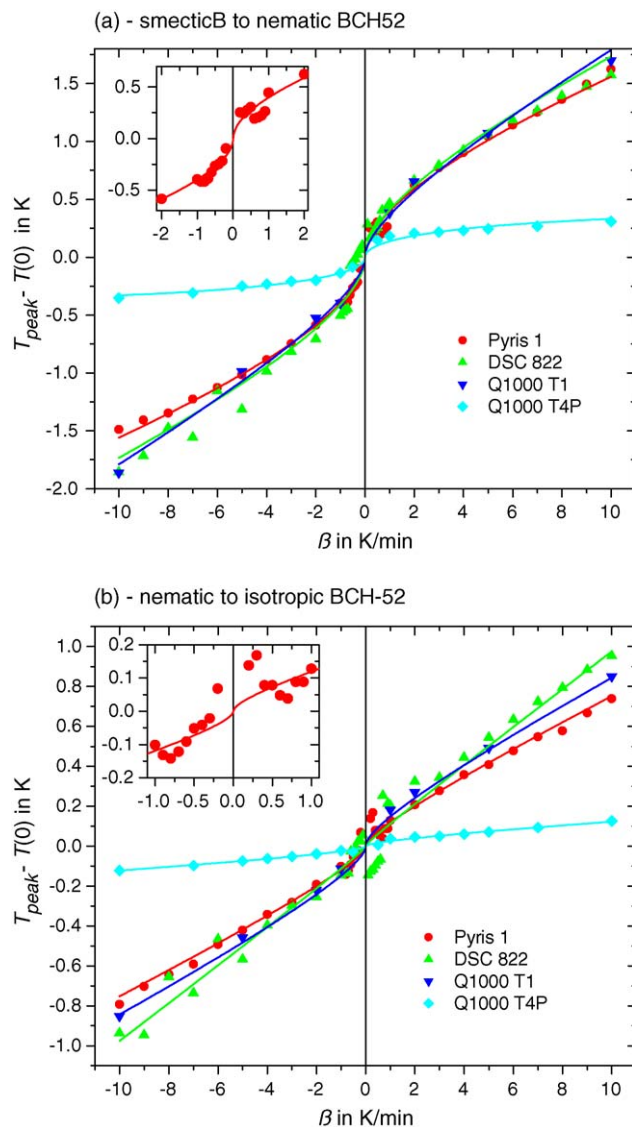 (a) - smecticB to nematic BCH52
1.5
1.0
0.5
0.0
-0.5
-1.0
-1.5
-2.0
T_peak - T(0) in K
0.5
0.0
-0.5
-2 -1 0 1 2
Pyris 1
DSC 822
Q1000 T1
Q1000 T4P
-10 -8 -6 -4 -2 0 2 4 6 8 10
ß in K/min
(b) - nematic to isotropic BCH-52
1.0
0.8
0.6
0.4
0.2
0.0
-0.2
-0.4
-0.6
-0.8
-1.0
T_peak - T(0) in K
0.2
0.1
0.0
-0.1
0.2
-1.0 -0.5 0.0 0.5 1.0
Pyris 1
DSC 822
Q1000 T1
Q1000 T4P
-10 -8 -6 -4 -2 0 2 4 6 8 10
ß in K/min